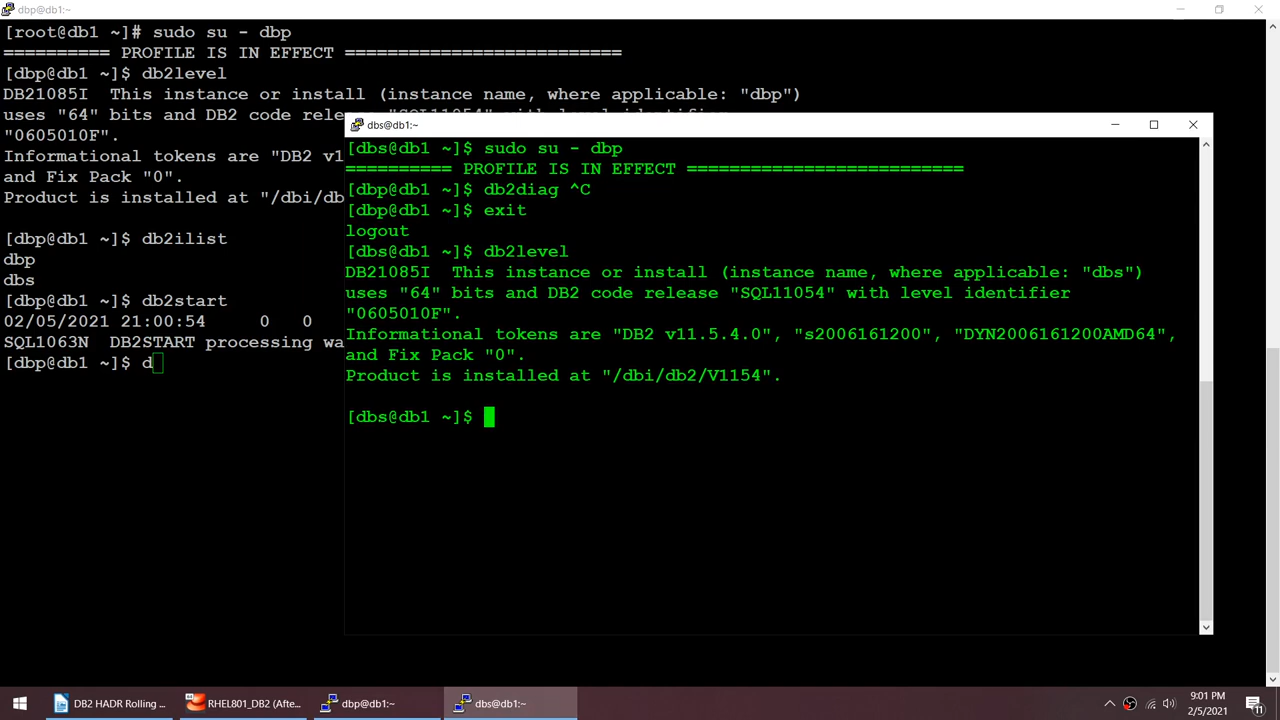 dbp@db1:~
[root@db1 ~]# sudo su - dbp
========== PROFILE IS IN EFFECT ==========================
[dbp@db1 ~]$ db2level
DB21085I  This instance or install (instance name, where applicable: "dbp")
uses "64" bits and DB2 code rele
"0605010F".
Informational tokens are "DB2 v1
and Fix Pack "0".
Product is installed at "/dbi/db
[dbp@db1 ~]$ db2ilist
dbp
dbs
[dbp@db1 ~]$ db2start
02/05/2021 21:00:54     0   0
SQL1063N  DB2START processing wa
[dbp@db1 ~]$ d
dbs@db1:~
[dbs@db1 ~]$ sudo su - dbp
========== PROFILE IS IN EFFECT ==========================
[dbp@db1 ~]$ db2diag ^C
[dbp@db1 ~]$ exit
logout
[dbs@db1 ~]$ db2level
DB21085I  This instance or install (instance name, where applicable: "dbs")
uses "64" bits and DB2 code release "SQL11054" with level identifier
"0605010F".
Informational tokens are "DB2 v11.5.4.0", "s2006161200", "DYN2006161200AMD64",
and Fix Pack "0".
Product is installed at "/dbi/db2/V1154".
[dbs@db1 ~]$
DB2 HADR Rolling ...
RHEL801_DB2 (Afte...
dbp@db1:~
dbs@db1:~
9:01 PM
2/5/2021
11